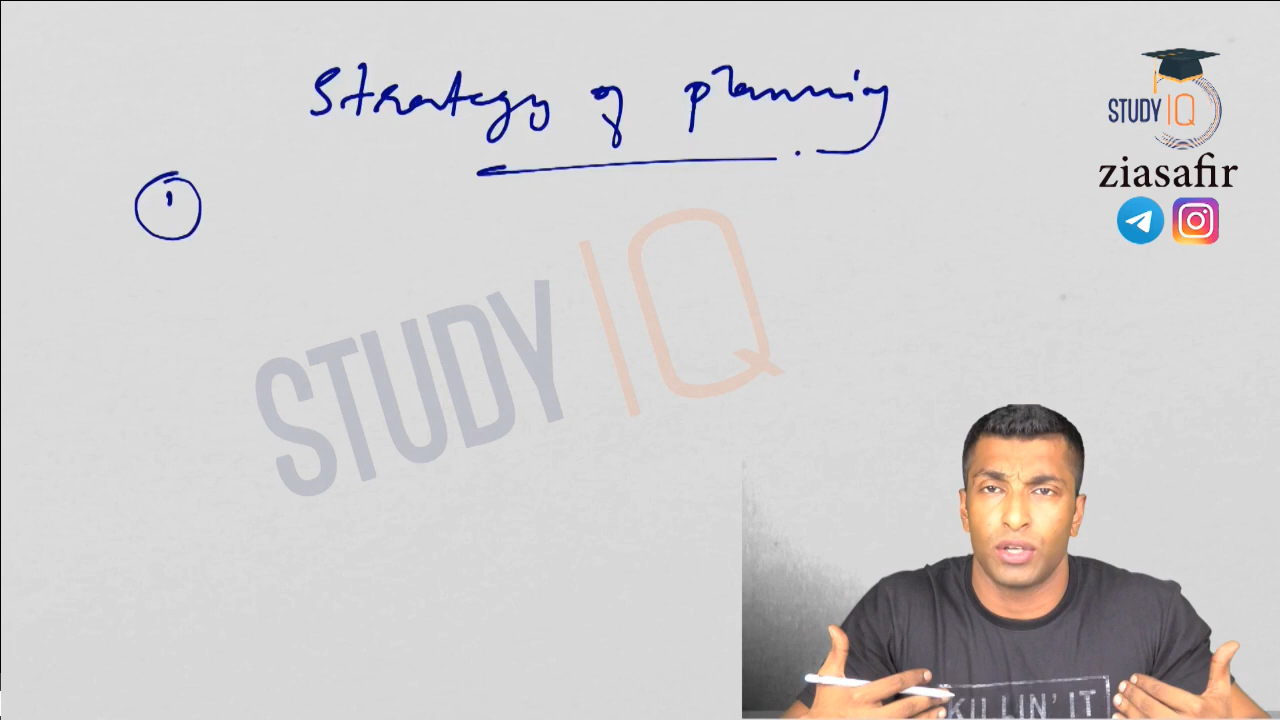 Strategy of planning
1
STUDY IQ
ziasafir
STUDY IQ
KILLIN' IT